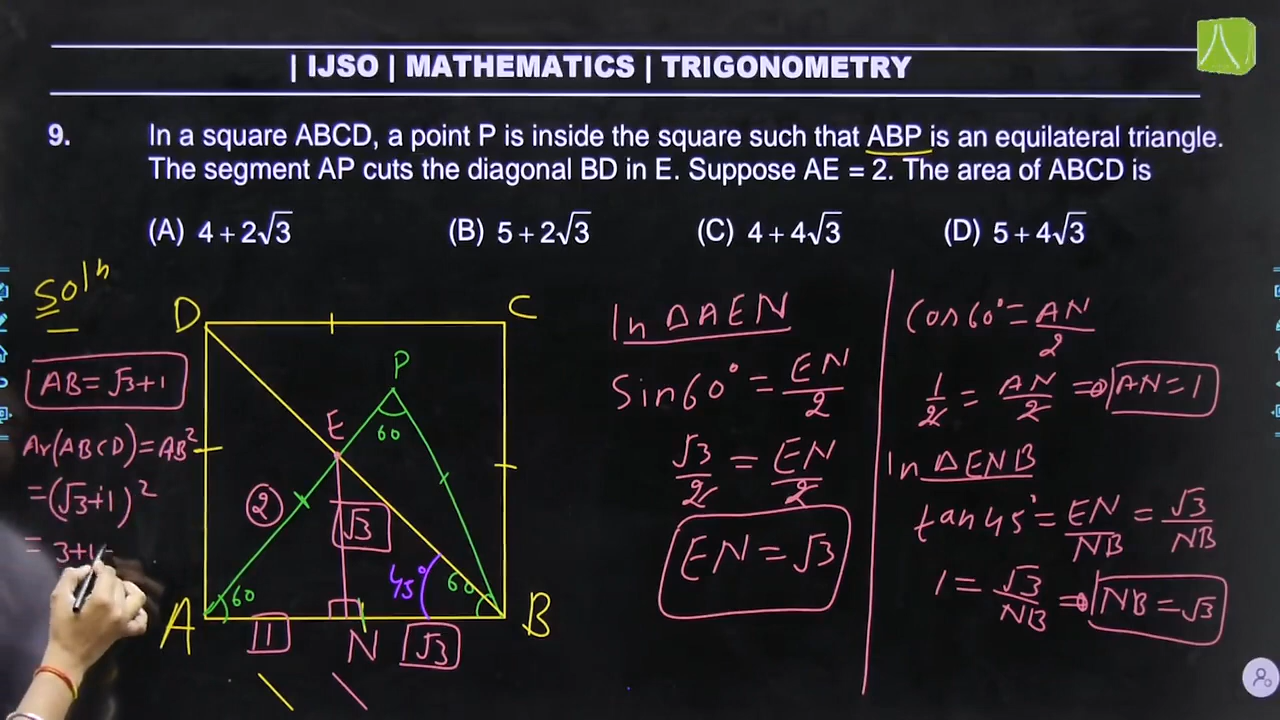 | IJSO | MATHEMATICS | TRIGONOMETRY
9. In a square ABCD, a point P is inside the square such that ABP is an equilateral triangle.
The segment AP cuts the diagonal BD in E. Suppose AE = 2. The area of ABCD is
(A) 4 + 2√3 (B) 5 + 2√3 (C) 4 + 4√3 (D) 5 + 4√3
Solⁿ
AB = √3+1
Ar(ABCD) = AB²
= (√3+1)²
= 3+1
D
C
P
60
E
2
√3
45°
60
60
A
B
1
N
√3
In ΔAEN
Sin60° = EN/2
√3/2 = EN/2
EN = √3
Cos60° = AN/2
1/2 = AN/2 ⇒ AN = 1
In ΔENB
tan45° = EN/NB = √3/NB
1 = √3/NB ⇒ NB = √3